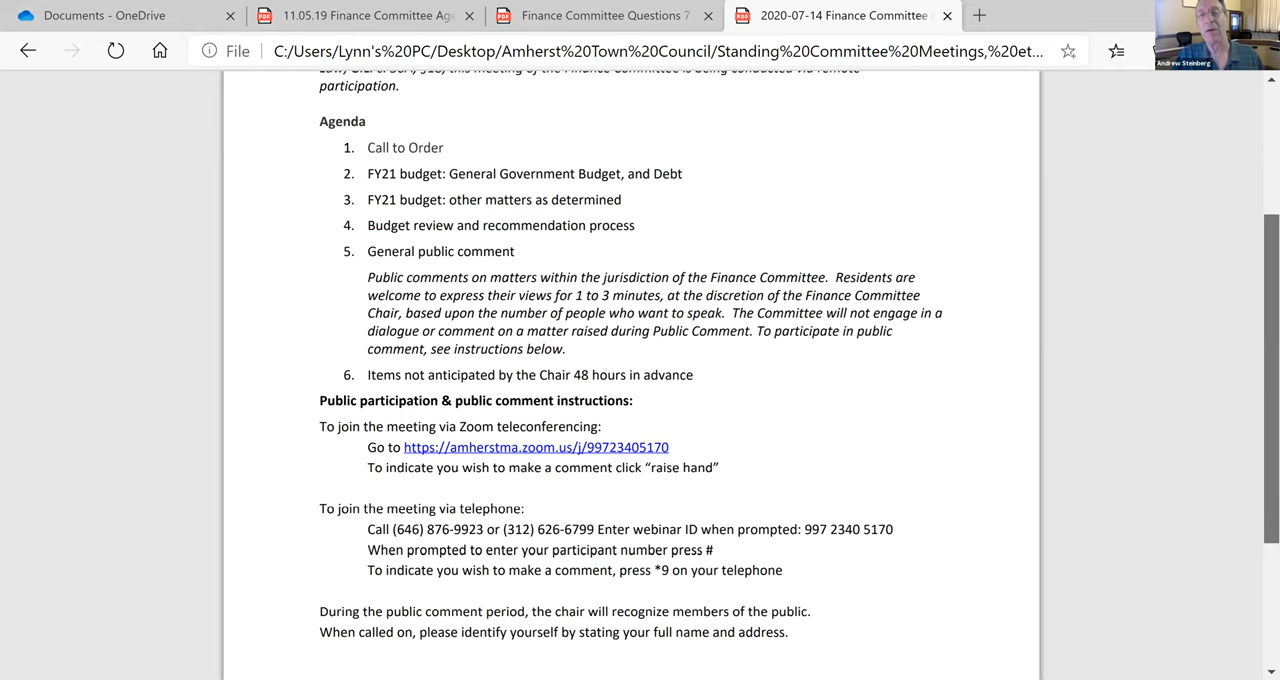 Documents - OneDrive
11.05.19 Finance Committee Ag
Finance Committee Questions 7
2020-07-14 Finance Committee
File
C:/Users/Lynn's%20PC/Desktop/Amherst%20Town%20Council/Standing%20Committee%20Meetings,%20et...
this meeting of the Finance Committee is being conducted via remote
participation.
Agenda
1. Call to Order
2. FY21 budget: General Government Budget, and Debt
3. FY21 budget: other matters as determined
4. Budget review and recommendation process
5. General public comment
Public comments on matters within the jurisdiction of the Finance Committee. Residents are
welcome to express their views for 1 to 3 minutes, at the discretion of the Finance Committee
Chair, based upon the number of people who want to speak. The Committee will not engage in a
dialogue or comment on a matter raised during Public Comment. To participate in public
comment, see instructions below.
6. Items not anticipated by the Chair 48 hours in advance
Public participation & public comment instructions:
To join the meeting via Zoom teleconferencing:
Go to https://amherstma.zoom.us/j/99723405170
To indicate you wish to make a comment click “raise hand”
To join the meeting via telephone:
Call (646) 876-9923 or (312) 626-6799 Enter webinar ID when prompted: 997 2340 5170
When prompted to enter your participant number press #
To indicate you wish to make a comment, press *9 on your telephone
During the public comment period, the chair will recognize members of the public.
When called on, please identify yourself by stating your full name and address.
Andrew Steinberg